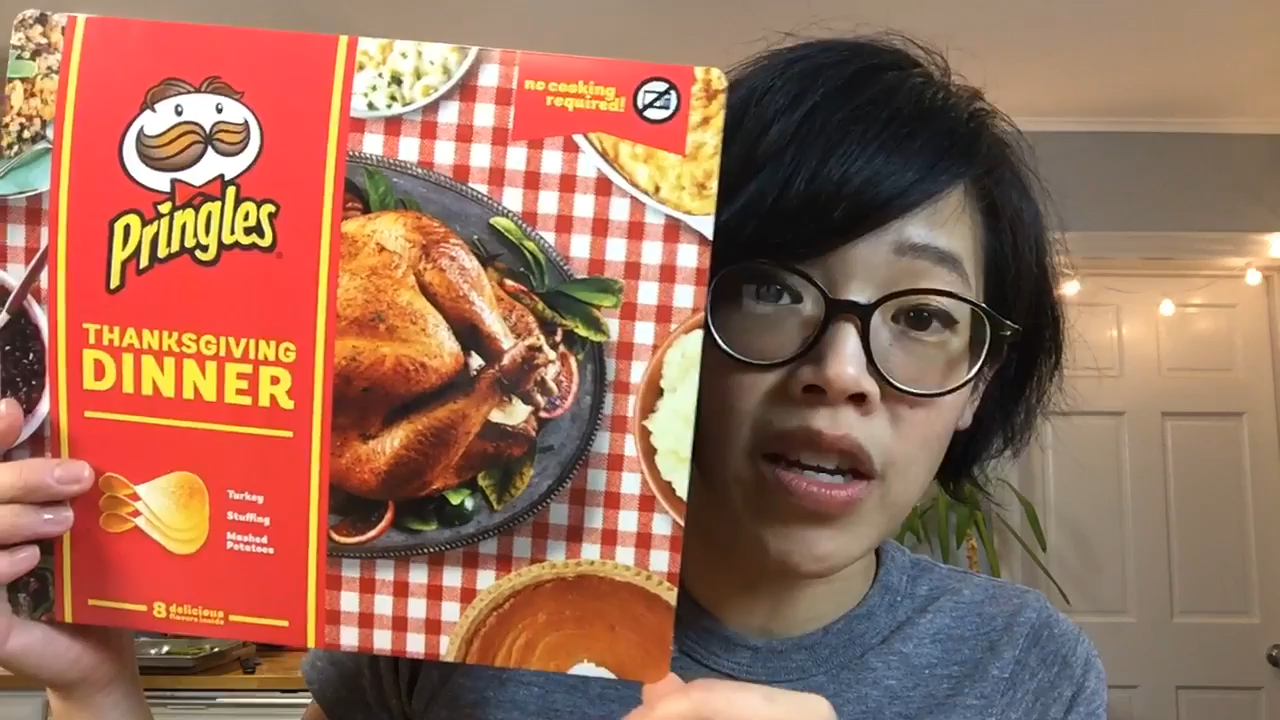 Pringles
THANKSGIVING
DINNER
Turkey
Stuffing
Mashed
Potatoes
8 delicious
flavors inside
no cooking
required!